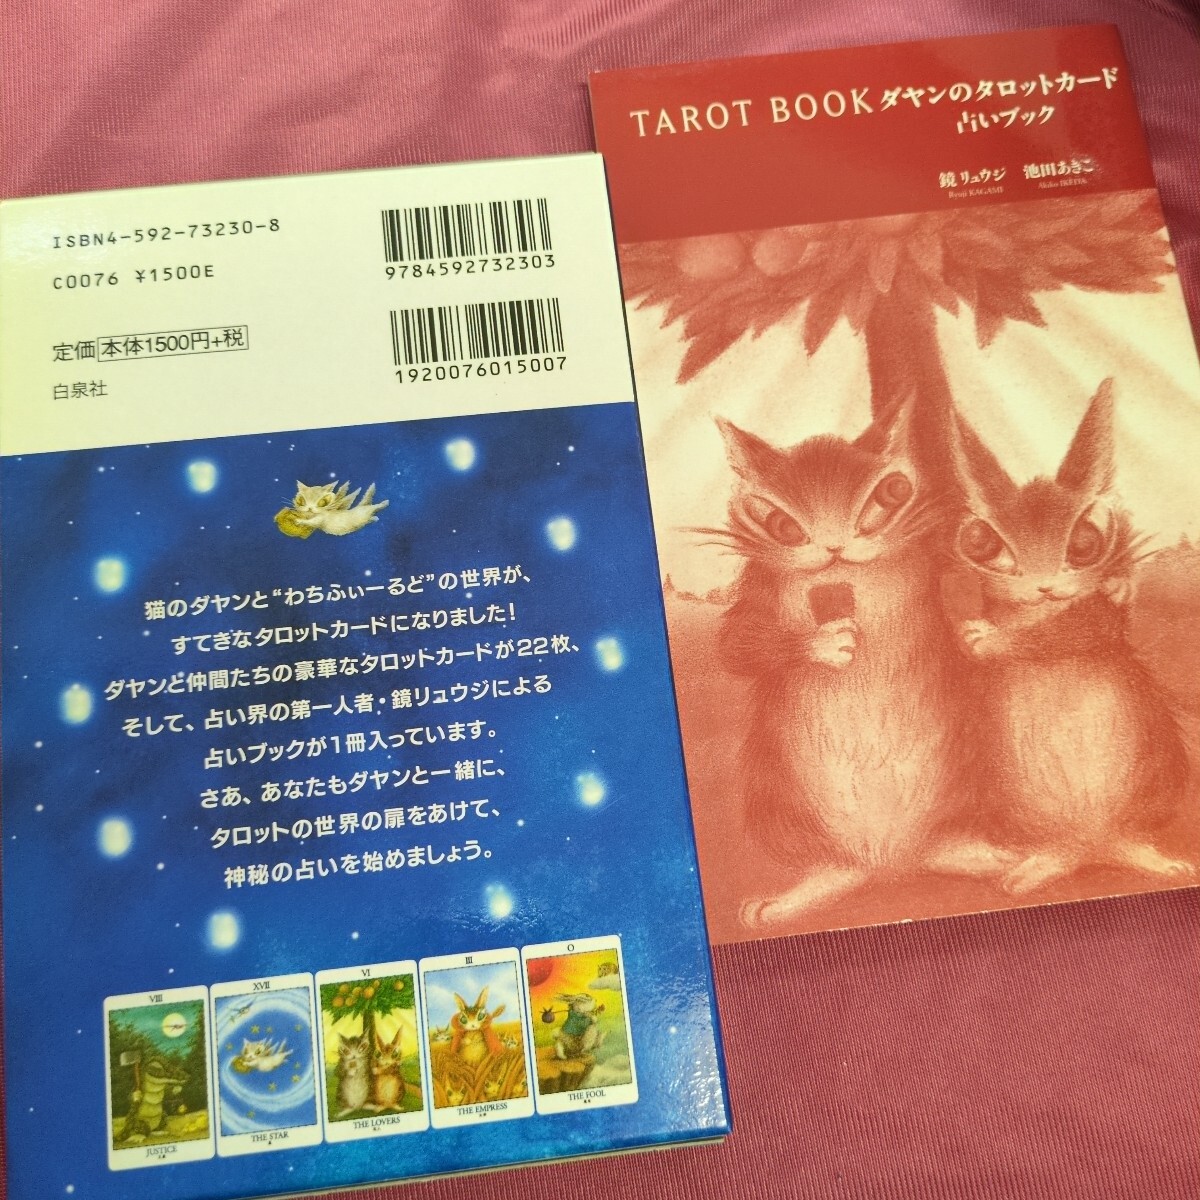 ISBN4-592-73230-8
C0076 ¥1500E
定価 本体1500円+税
白泉社
9784592732303
1920076015007
猫のダヤンと“わちふぃーるど”の世界が、
すてきなタロットカードになりました！
ダヤンと仲間たちの豪華なタロットカードが22枚、
そして、占い界の第一人者・鏡リュウジによる
占いブックが1冊入っています。
さあ、あなたもダヤンと一緒に、
タロットの世界の扉をあけて、
神秘の占いを始めましょう。
VIII
JUSTICE
XVII
THE STAR
VI
THE LOVERS
III
THE EMPRESS
O
THE FOOL
TAROT BOOK ダヤンのタロットカード
占いブック
鏡 リュウジ 池田あきこ
Ryuji KAGAMI Akiko IKEDA